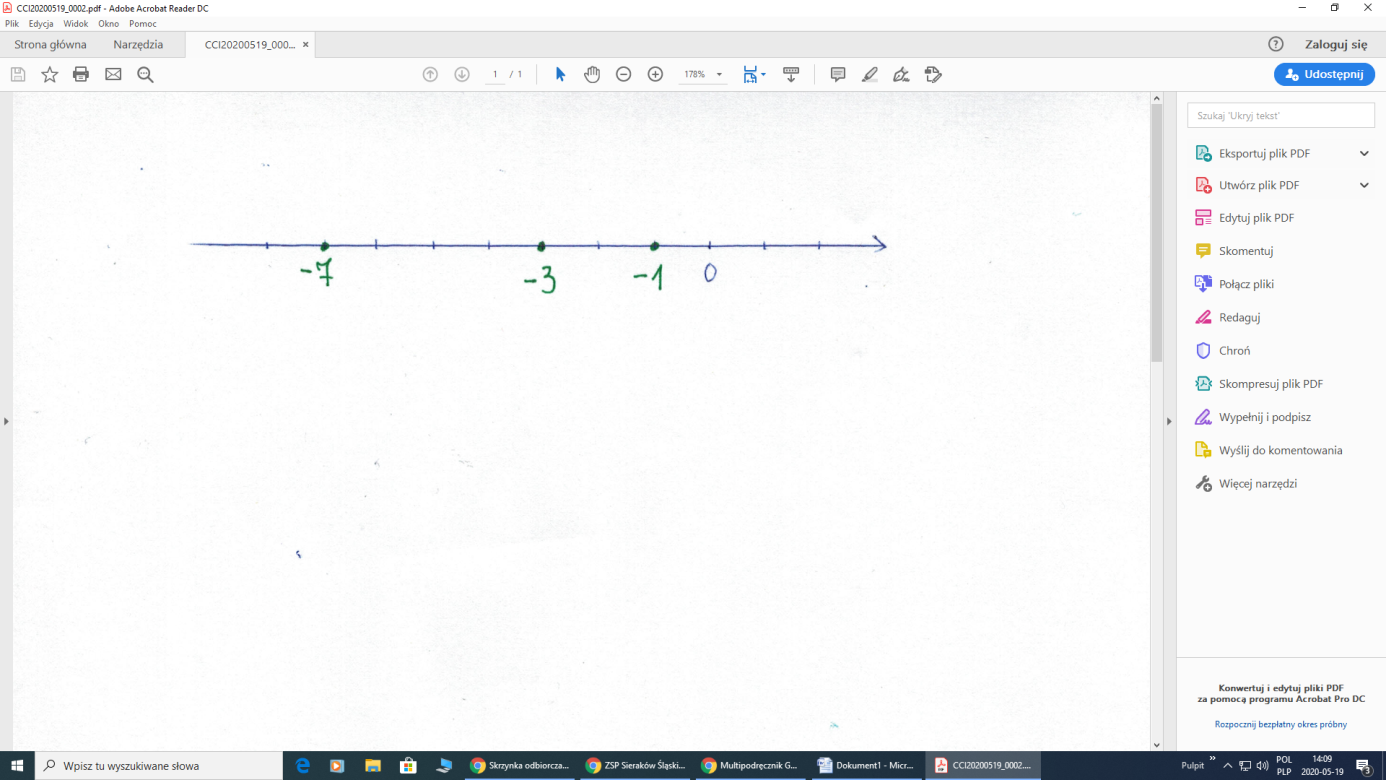 CCI20200519_0002.pdf - Adobe Acrobat Reader DC
Plik Edycja Widok Okno Pomoc
Strona główna Narzędzia CCI20200519_000... ×
Zaloguj się
1 / 1 178%
Udostępnij
Szukaj 'Ukryj tekst'
Eksportuj plik PDF
Utwórz plik PDF
Edytuj plik PDF
Skomentuj
Połącz pliki
Redaguj
Chroń
Skompresuj plik PDF
Wypełnij i podpisz
Wyślij do komentowania
Więcej narzędzi
-7 -3 -1 0
Konwertuj i edytuj pliki PDF
za pomocą programu Acrobat Pro DC
Rozpocznij bezpłatny okres próbny
Wpisz tu wyszukiwane słowa
Skrzynka odbiorcza...
ZSP Sieraków Śląski...
Multipodręcznik G...
Dokument1 - Micr...
CCI20200519_0002....
Pulpit
POL
PLP
14:09
2020-05-19
3